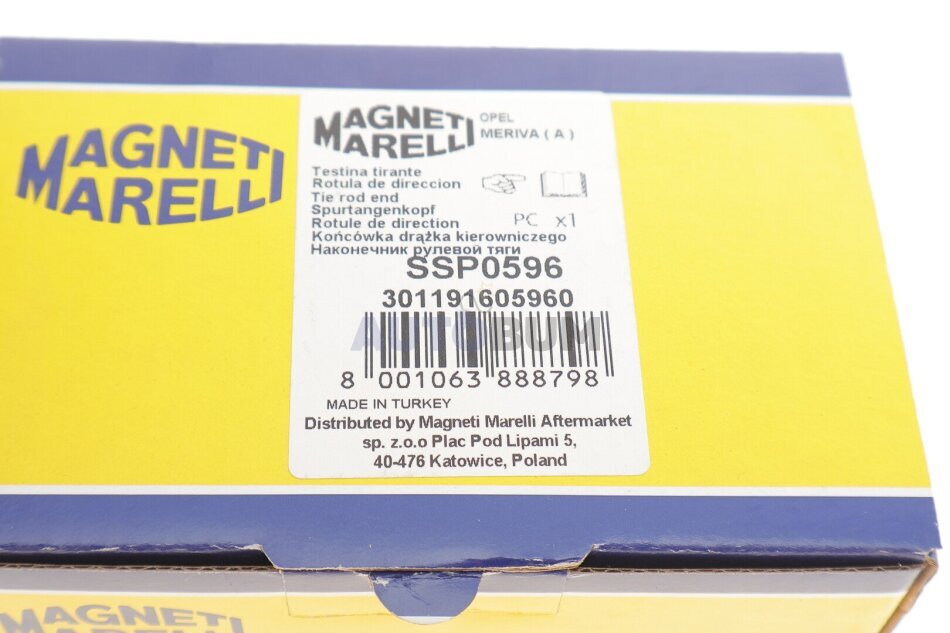 MAGNETI
MARELLI
MAGNETI
MARELLI
OPEL
MERIVA ( A )
Testina tirante
Rotula de direccion
Tie rod end
Spurtangenkopf
Rotule de direction
PC x1
Końcówka drążka kierowniczego
Наконечник рулевой тяги
SSP0596
301191605960
AUTOBUM
8 001063 888798
MADE IN TURKEY
Distributed by Magneti Marelli Aftermarket
sp. z.o.o Plac Pod Lipami 5,
40-476 Katowice, Poland
MAGNETI
MARELLI